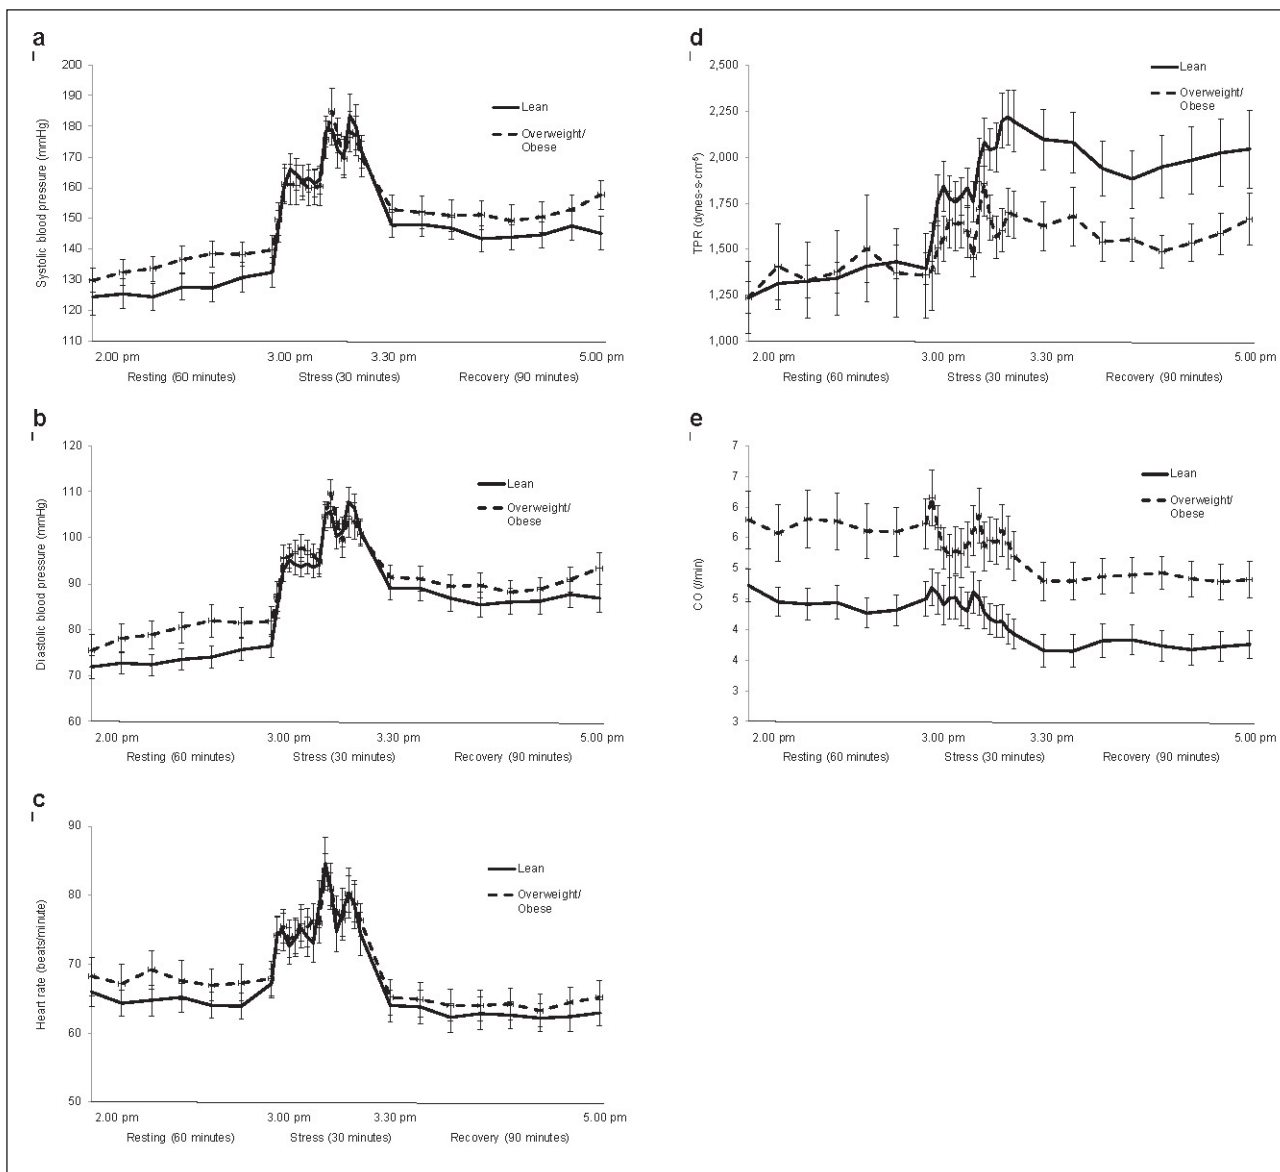 a
Systolic blood pressure (mmHg)
200
190
180
170
160
150
140
130
120
110
Lean
Overweight/
Obese
2.00 pm 3.00 pm 3.30 pm 5.00 pm
Resting (60 minutes) Stress (30 minutes) Recovery (90 minutes)
b
Diastolic blood pressure (mmHg)
120
110
100
90
80
70
60
Lean
Overweight/
Obese
2.00 pm 3.00 pm 3.30 pm 5.00 pm
Resting (60 minutes) Stress (30 minutes) Recovery (90 minutes)
c
Heart rate (beats/minute)
90
80
70
60
50
Lean
Overweight/
Obese
2.00 pm 3.00 pm 3.30 pm 5.00 pm
Resting (60 minutes) Stress (30 minutes) Recovery (90 minutes)
d
TPR (dynes-s-cm⁻⁵)
2,500
2,250
2,000
1,750
1,500
1,250
1,000
Lean
Overweight/
Obese
2.00 pm 3.00 pm 3.30 pm 5.00 pm
Resting (60 minutes) Stress (30 minutes) Recovery (90 minutes)
e
CO (l/min)
7
7
6
6
5
5
4
4
3
3
Lean
Overweight/
Obese
2.00 pm 3.00 pm 3.30 pm 5.00 pm
Resting (60 minutes) Stress (30 minutes) Recovery (90 minutes)